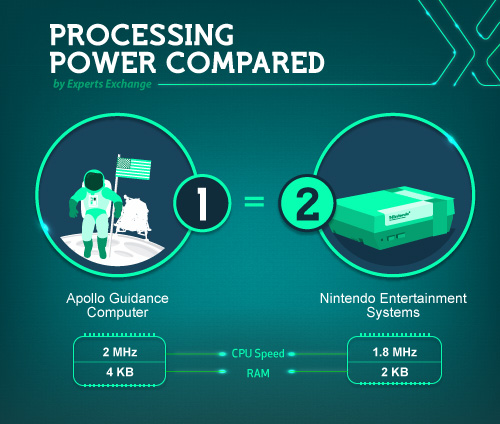 PROCESSING
POWER COMPARED
by Experts Exchange
1 = 2
Nintendo
Apollo Guidance
Computer
Nintendo Entertainment
Systems
2 MHz CPU Speed 1.8 MHz
4 KB RAM 2 KB